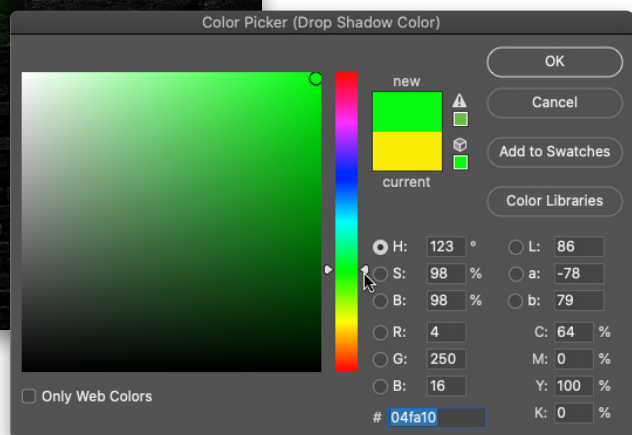 Color Picker (Drop Shadow Color)
new
current
OK
Cancel
Add to Swatches
Color Libraries
H: 123 ° L: 86
S: 98 % a: -78
B: 98 % b: 79
R: 4 C: 64 %
G: 250 M: 0 %
B: 16 Y: 100 %
# 04fa10 K: 0 %
Only Web Colors